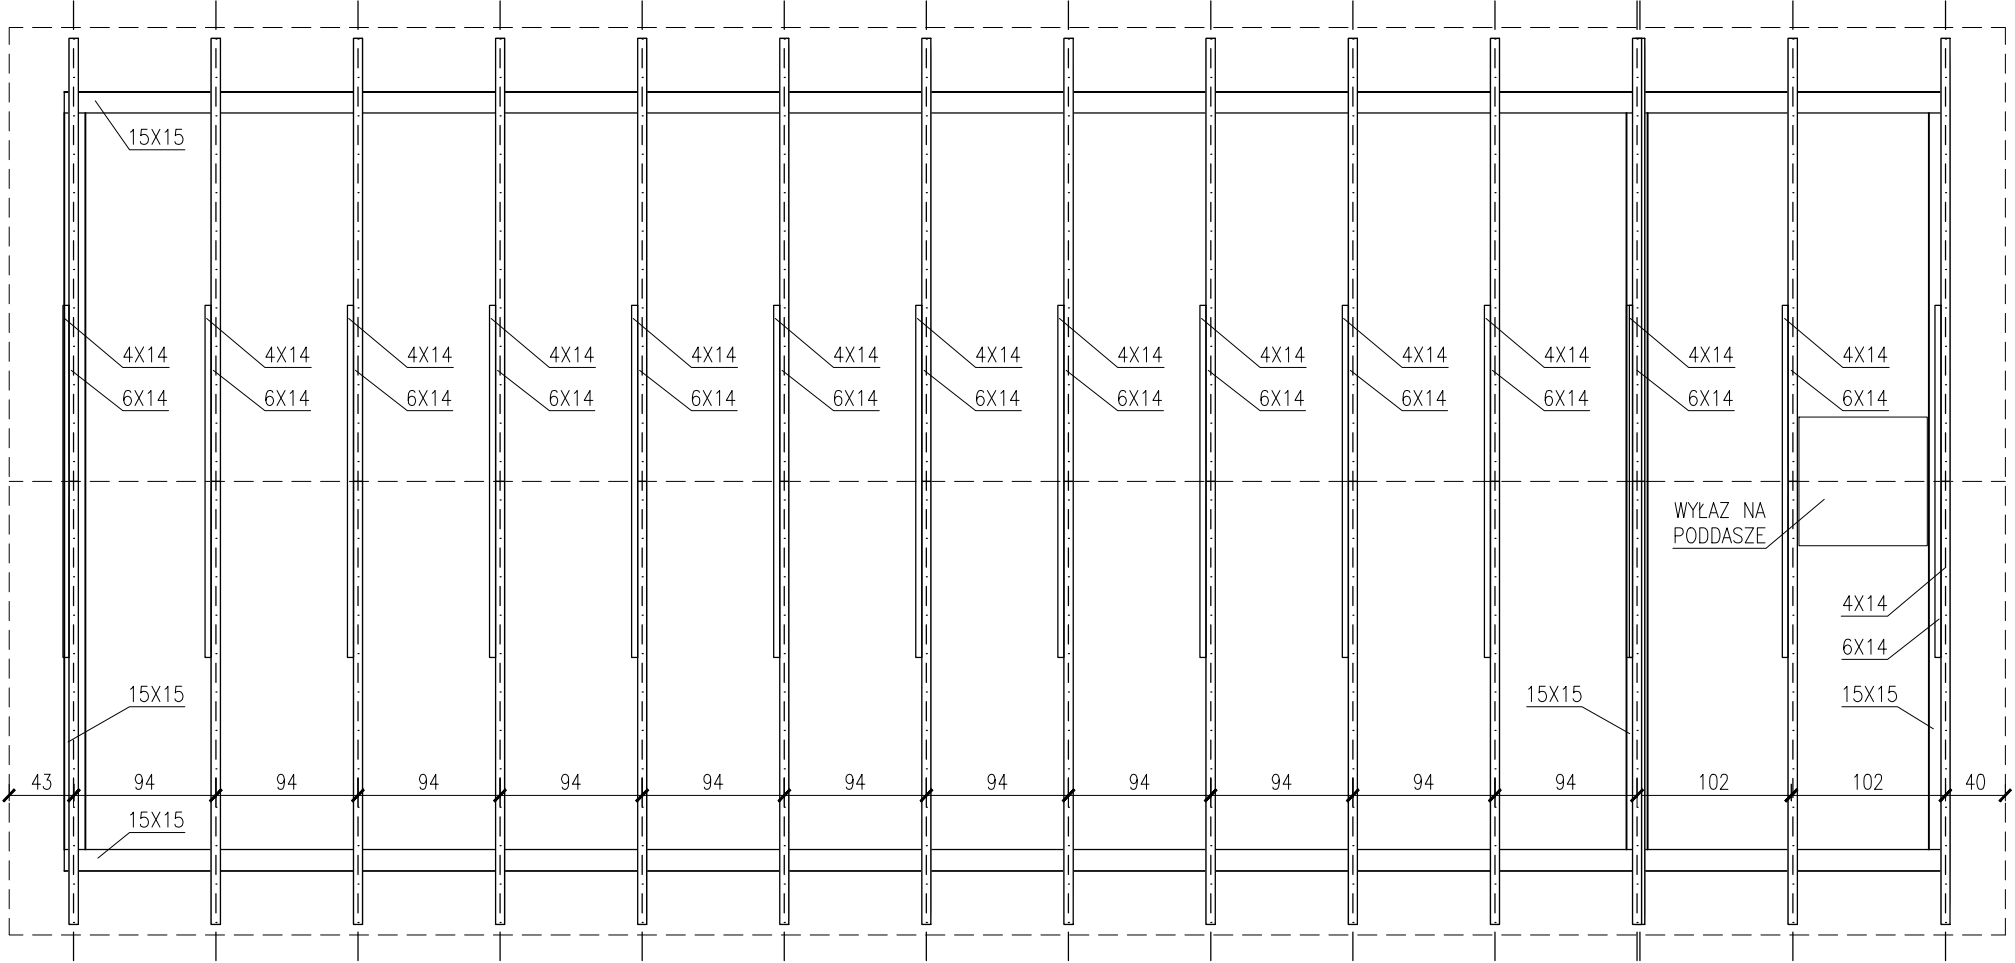 15X15
4X14 4X14 4X14 4X14 4X14 4X14 4X14 4X14 4X14 4X14 4X14 4X14 4X14
6X14 6X14 6X14 6X14 6X14 6X14 6X14 6X14 6X14 6X14 6X14 6X14 6X14
WYŁAZ NA
PODDASZE
4X14
6X14
15X15 15X15 15X15
43 94 94 94 94 94 94 94 94 94 94 94 102 102 40
15X15